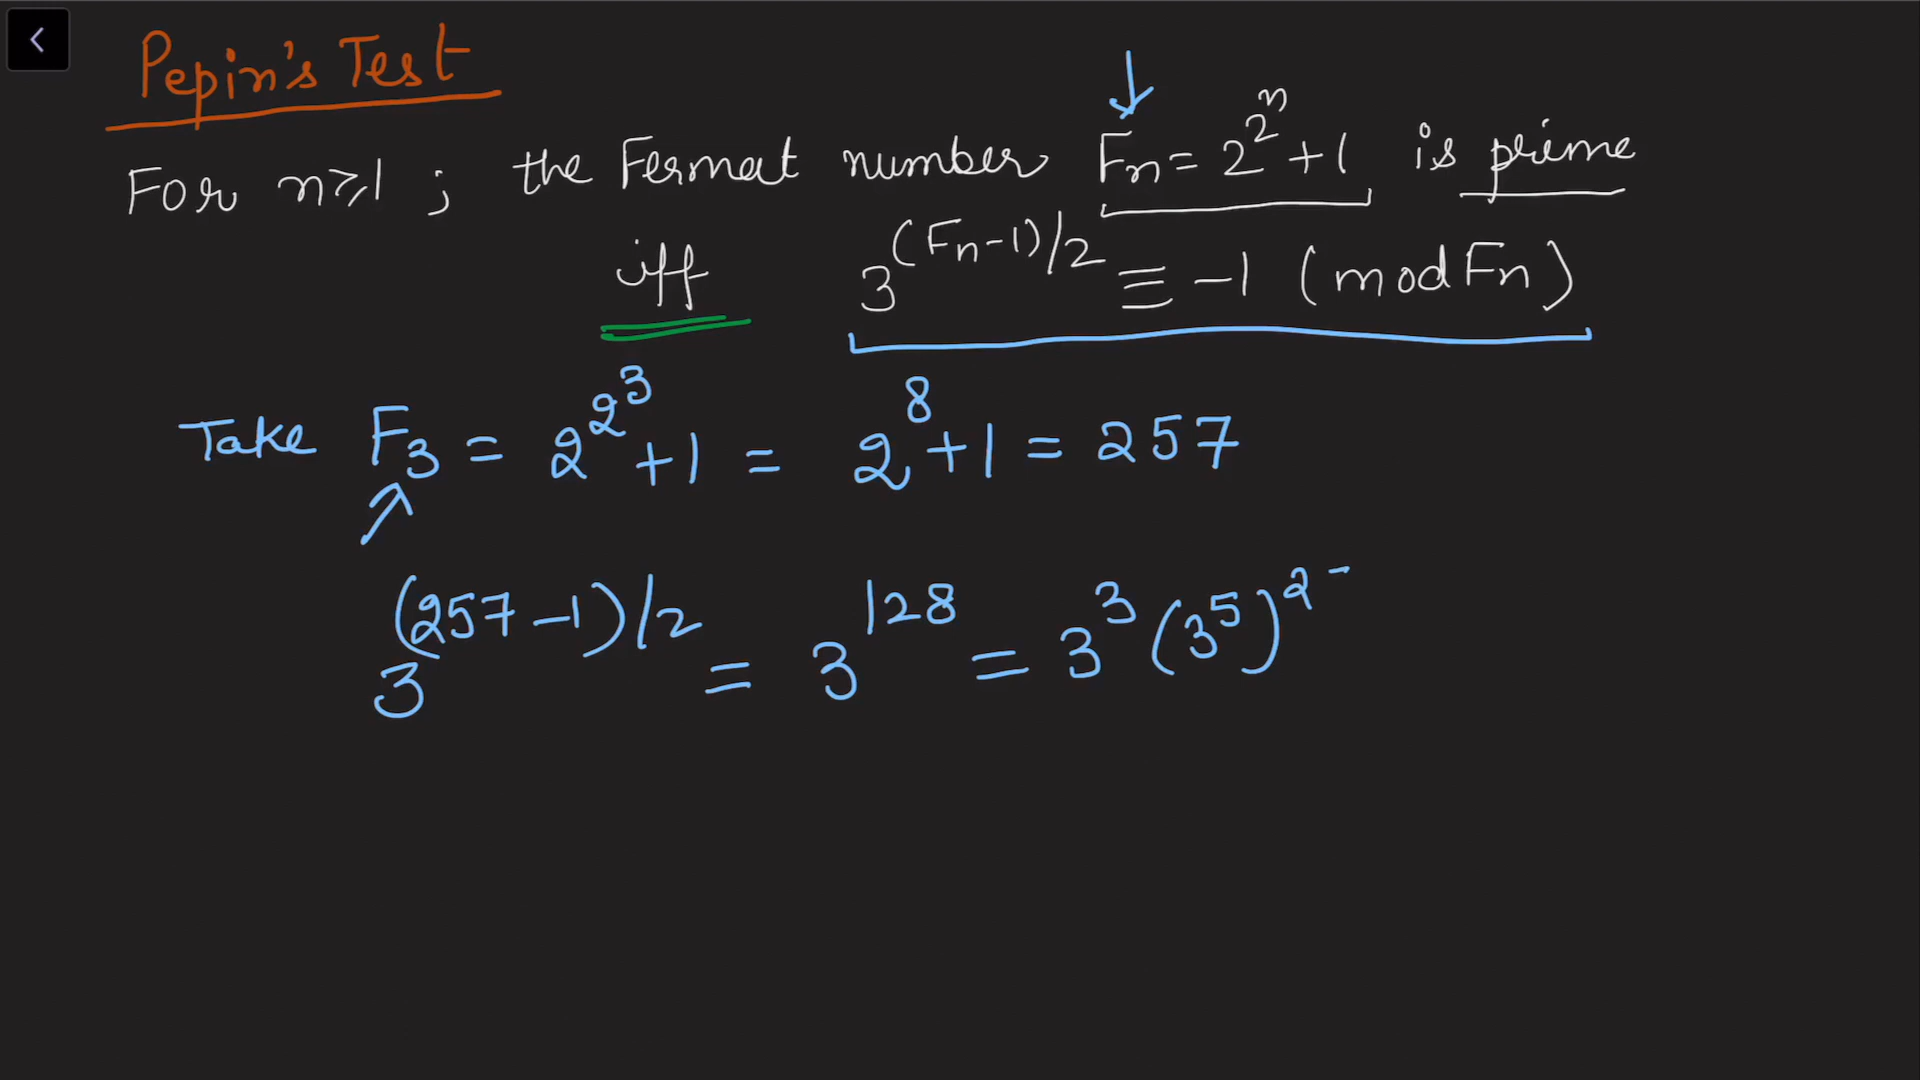 Pepin's Test
For n⩾1 ; the Fermat number Fn = 2^2^n + 1 is prime
iff 3^(Fn-1)/2 ≡ -1 (mod Fn)
Take F3 = 2^2^3 + 1 = 2^8 + 1 = 257
3^(257-1)/2 = 3^128 = 3^3 (3^5)^2